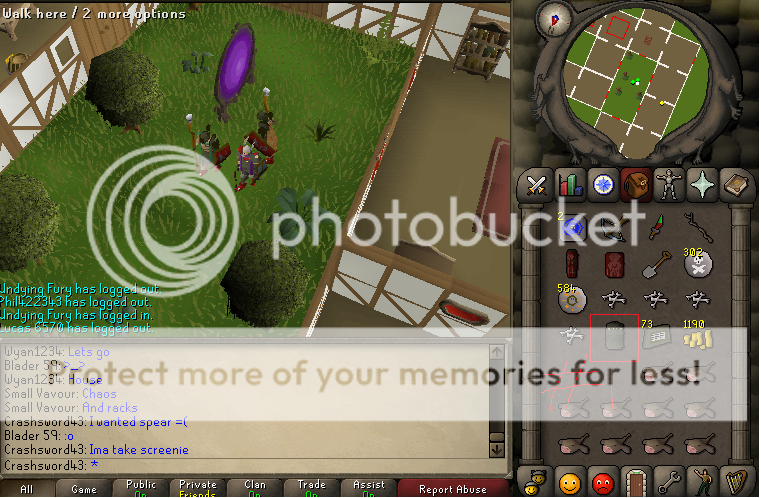 Walk here / 2 more options
2
302
584
73
1190
photobucket
Protect more of your memories for less!
Undying Fury has logged out.
Phil422343 has logged out.
Undying Fury has logged in.
Lucas 6570 has logged out.
Wyan1234: Lets go
Blader 59: >_>
Wyan1234: House
Small Vavour: Chaos
Small Vavour: And racks
Crashsword43: I wanted spear =(
Blader 59: :o
Crashsword43: Ima take screenie
Crashsword43: *
All
Game
Public
On
Private
Friends
Clan
On
Trade
On
Assist
On
Report Abuse